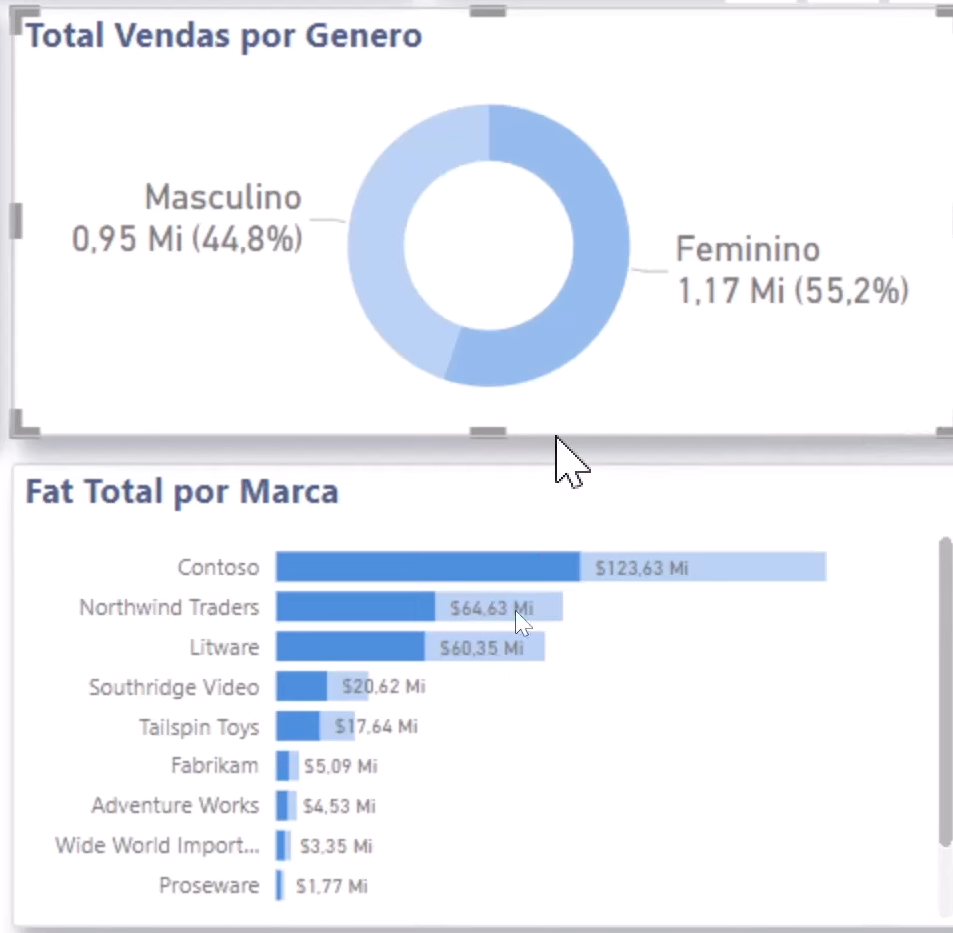 Total Vendas por Genero
Masculino
0,95 Mi (44,8%)
Feminino
1,17 Mi (55,2%)
Fat Total por Marca
Contoso $123,63 Mi
Northwind Traders $64,63 Mi
Litware $60,35 Mi
Southridge Video $20,62 Mi
Tailspin Toys $17,64 Mi
Fabrikam $5,09 Mi
Adventure Works $4,53 Mi
Wide World Import... $3,35 Mi
Proseware $1,77 Mi